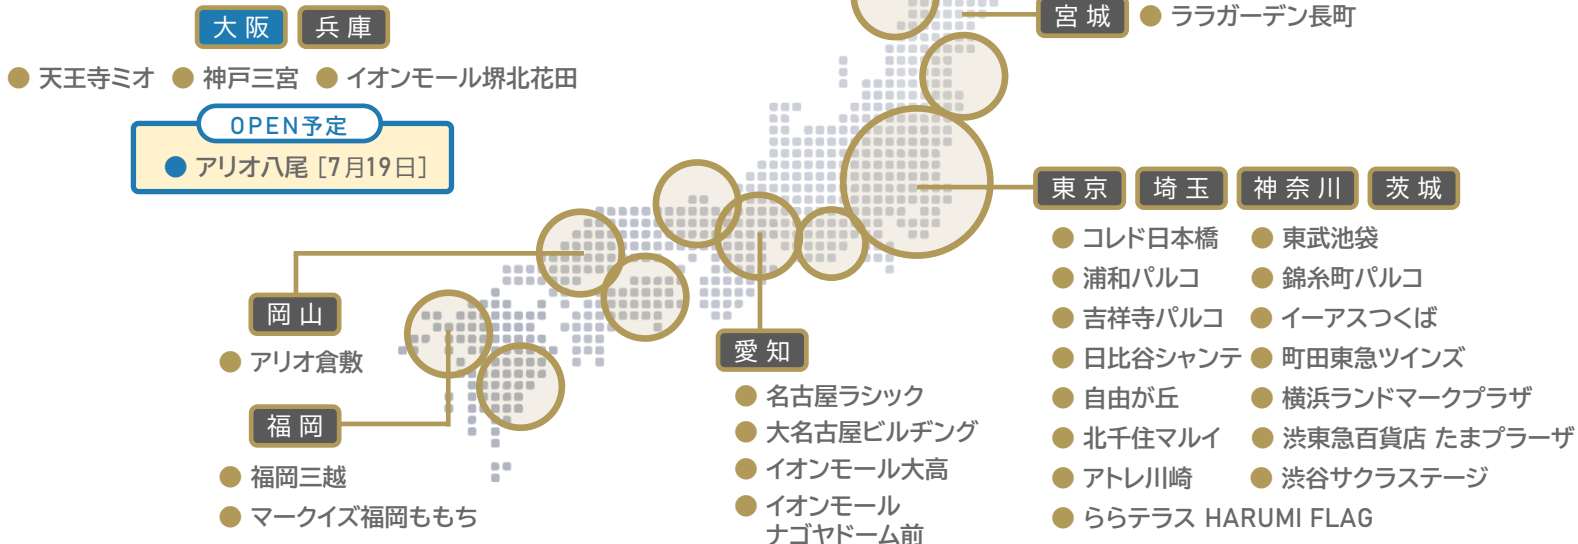 大阪 兵庫
天王寺ミオ 神戸三宮 イオンモール堺北花田
OPEN予定
アリオ八尾 [7月19日]
宮城 ララガーデン長町
東京 埼玉 神奈川 茨城
コレド日本橋 東武池袋
浦和パルコ 錦糸町パルコ
吉祥寺パルコ イーアスつくば
日比谷シャンテ 町田東急ツインズ
自由が丘 横浜ランドマークプラザ
北千住マルイ 渋東急百貨店 たまプラーザ
アトレ川崎 渋谷サクラステージ
ららテラス HARUMI FLAG
岡山
アリオ倉敷
福岡
福岡三越
マークイズ福岡ももち
愛知
名古屋ラシック
大名古屋ビルヂング
イオンモール大高
イオンモール
ナゴヤドーム前